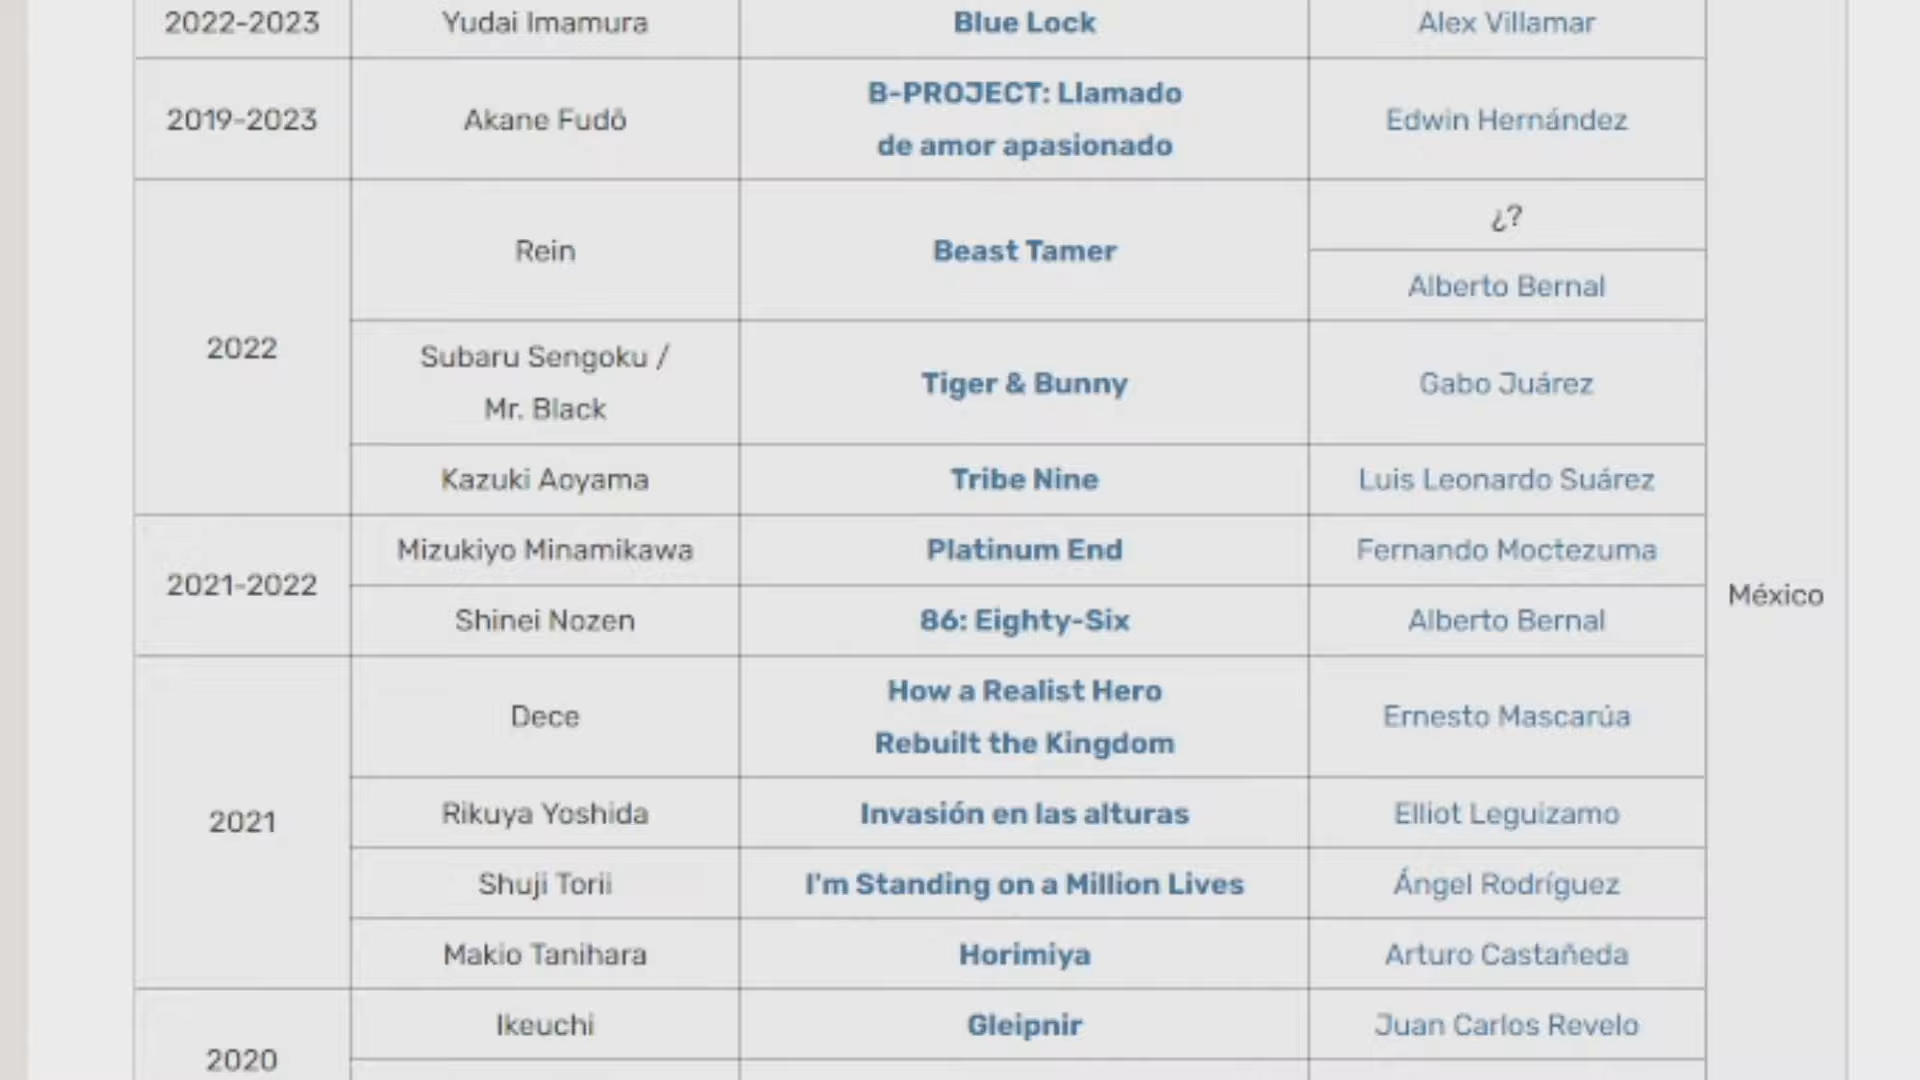 2022-2023 Yudai Imamura Blue Lock Alex Villamar
2019-2023 Akane Fudō B-PROJECT: Llamado de amor apasionado Edwin Hernández
2022 Rein Beast Tamer ¿?
Alberto Bernal
Subaru Sengoku / Mr. Black Tiger & Bunny Gabo Juárez
Kazuki Aoyama Tribe Nine Luis Leonardo Suárez
2021-2022 Mizukiyo Minamikawa Platinum End Fernando Moctezuma
México
Shinei Nozen 86: Eighty-Six Alberto Bernal
2021 Dece How a Realist Hero Rebuilt the Kingdom Ernesto Mascarúa
Rikuya Yoshida Invasión en las alturas Elliot Leguizamo
Shuji Torii I'm Standing on a Million Lives Ángel Rodríguez
Makio Tanihara Horimiya Arturo Castañeda
2020 Ikeuchi Gleipnir Juan Carlos Revelo